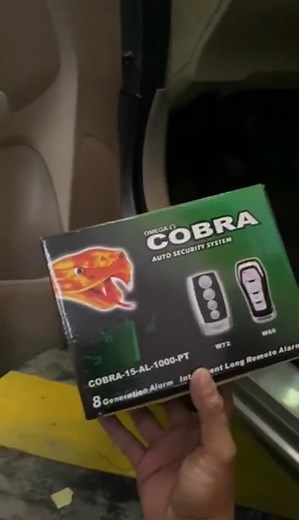 OMEGA
COBRA
AUTO SECURITY SYSTEM
W72
W66
COBRA-15-AL-1000-PT
8 Generation Alarm Long Remote Alarm